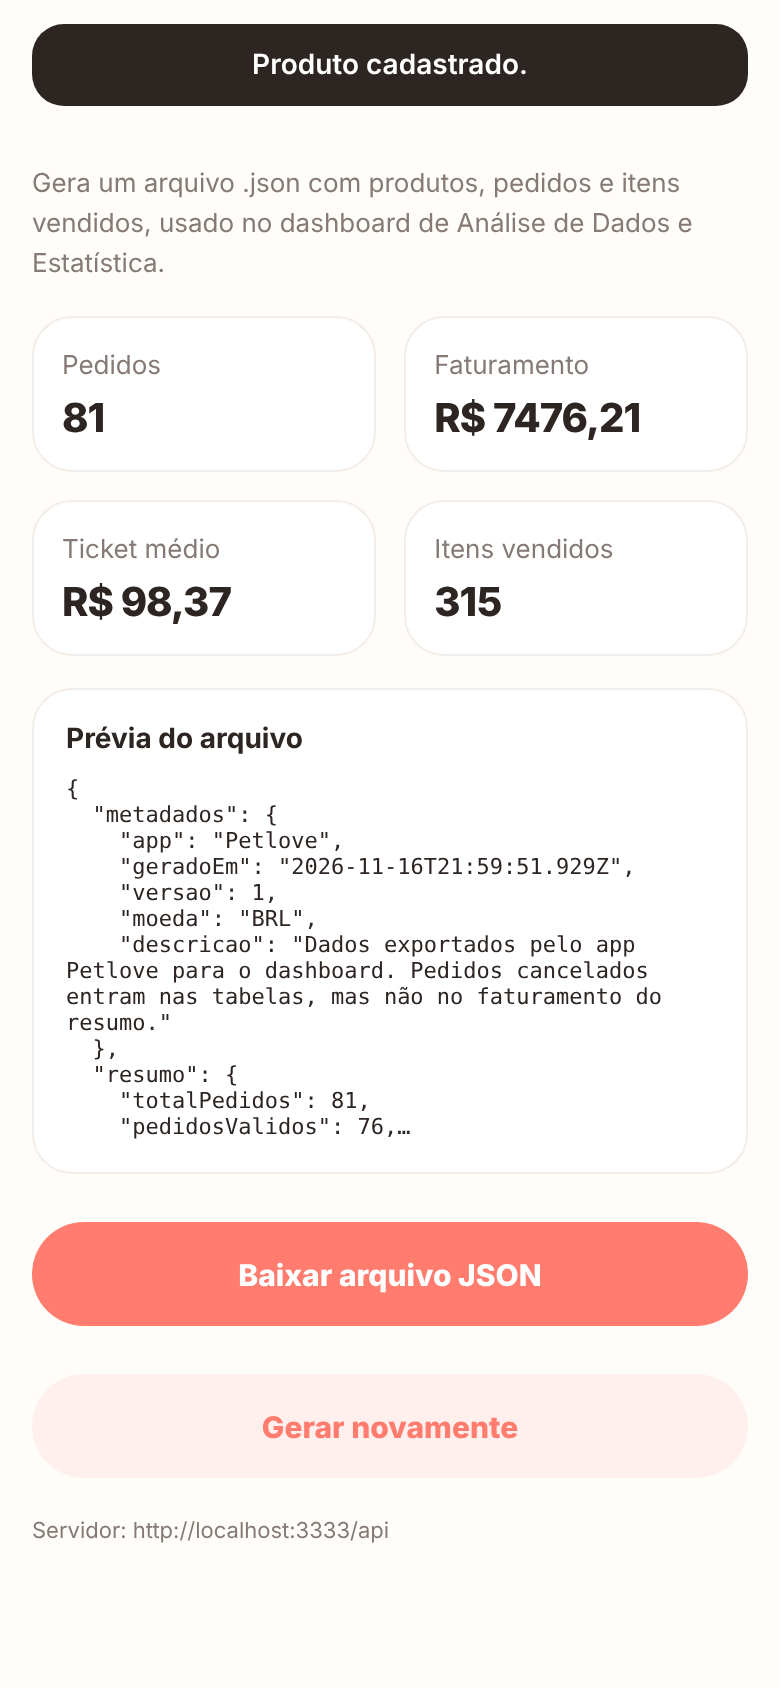 Produto cadastrado.
Gera um arquivo .json com produtos, pedidos e itens
vendidos, usado no dashboard de Análise de Dados e
Estatística.
Pedidos
81
Faturamento
R$ 7476,21
Ticket médio
R$ 98,37
Itens vendidos
315
Prévia do arquivo
{
  "metadados": {
    "app": "Petlove",
    "geradoEm": "2026-11-16T21:59:51.929Z",
    "versao": 1,
    "moeda": "BRL",
    "descricao": "Dados exportados pelo app
Petlove para o dashboard. Pedidos cancelados
entram nas tabelas, mas não no faturamento do
resumo."
  },
  "resumo": {
    "totalPedidos": 81,
    "pedidosValidos": 76,…
Baixar arquivo JSON
Gerar novamente
Servidor: http://localhost:3333/api